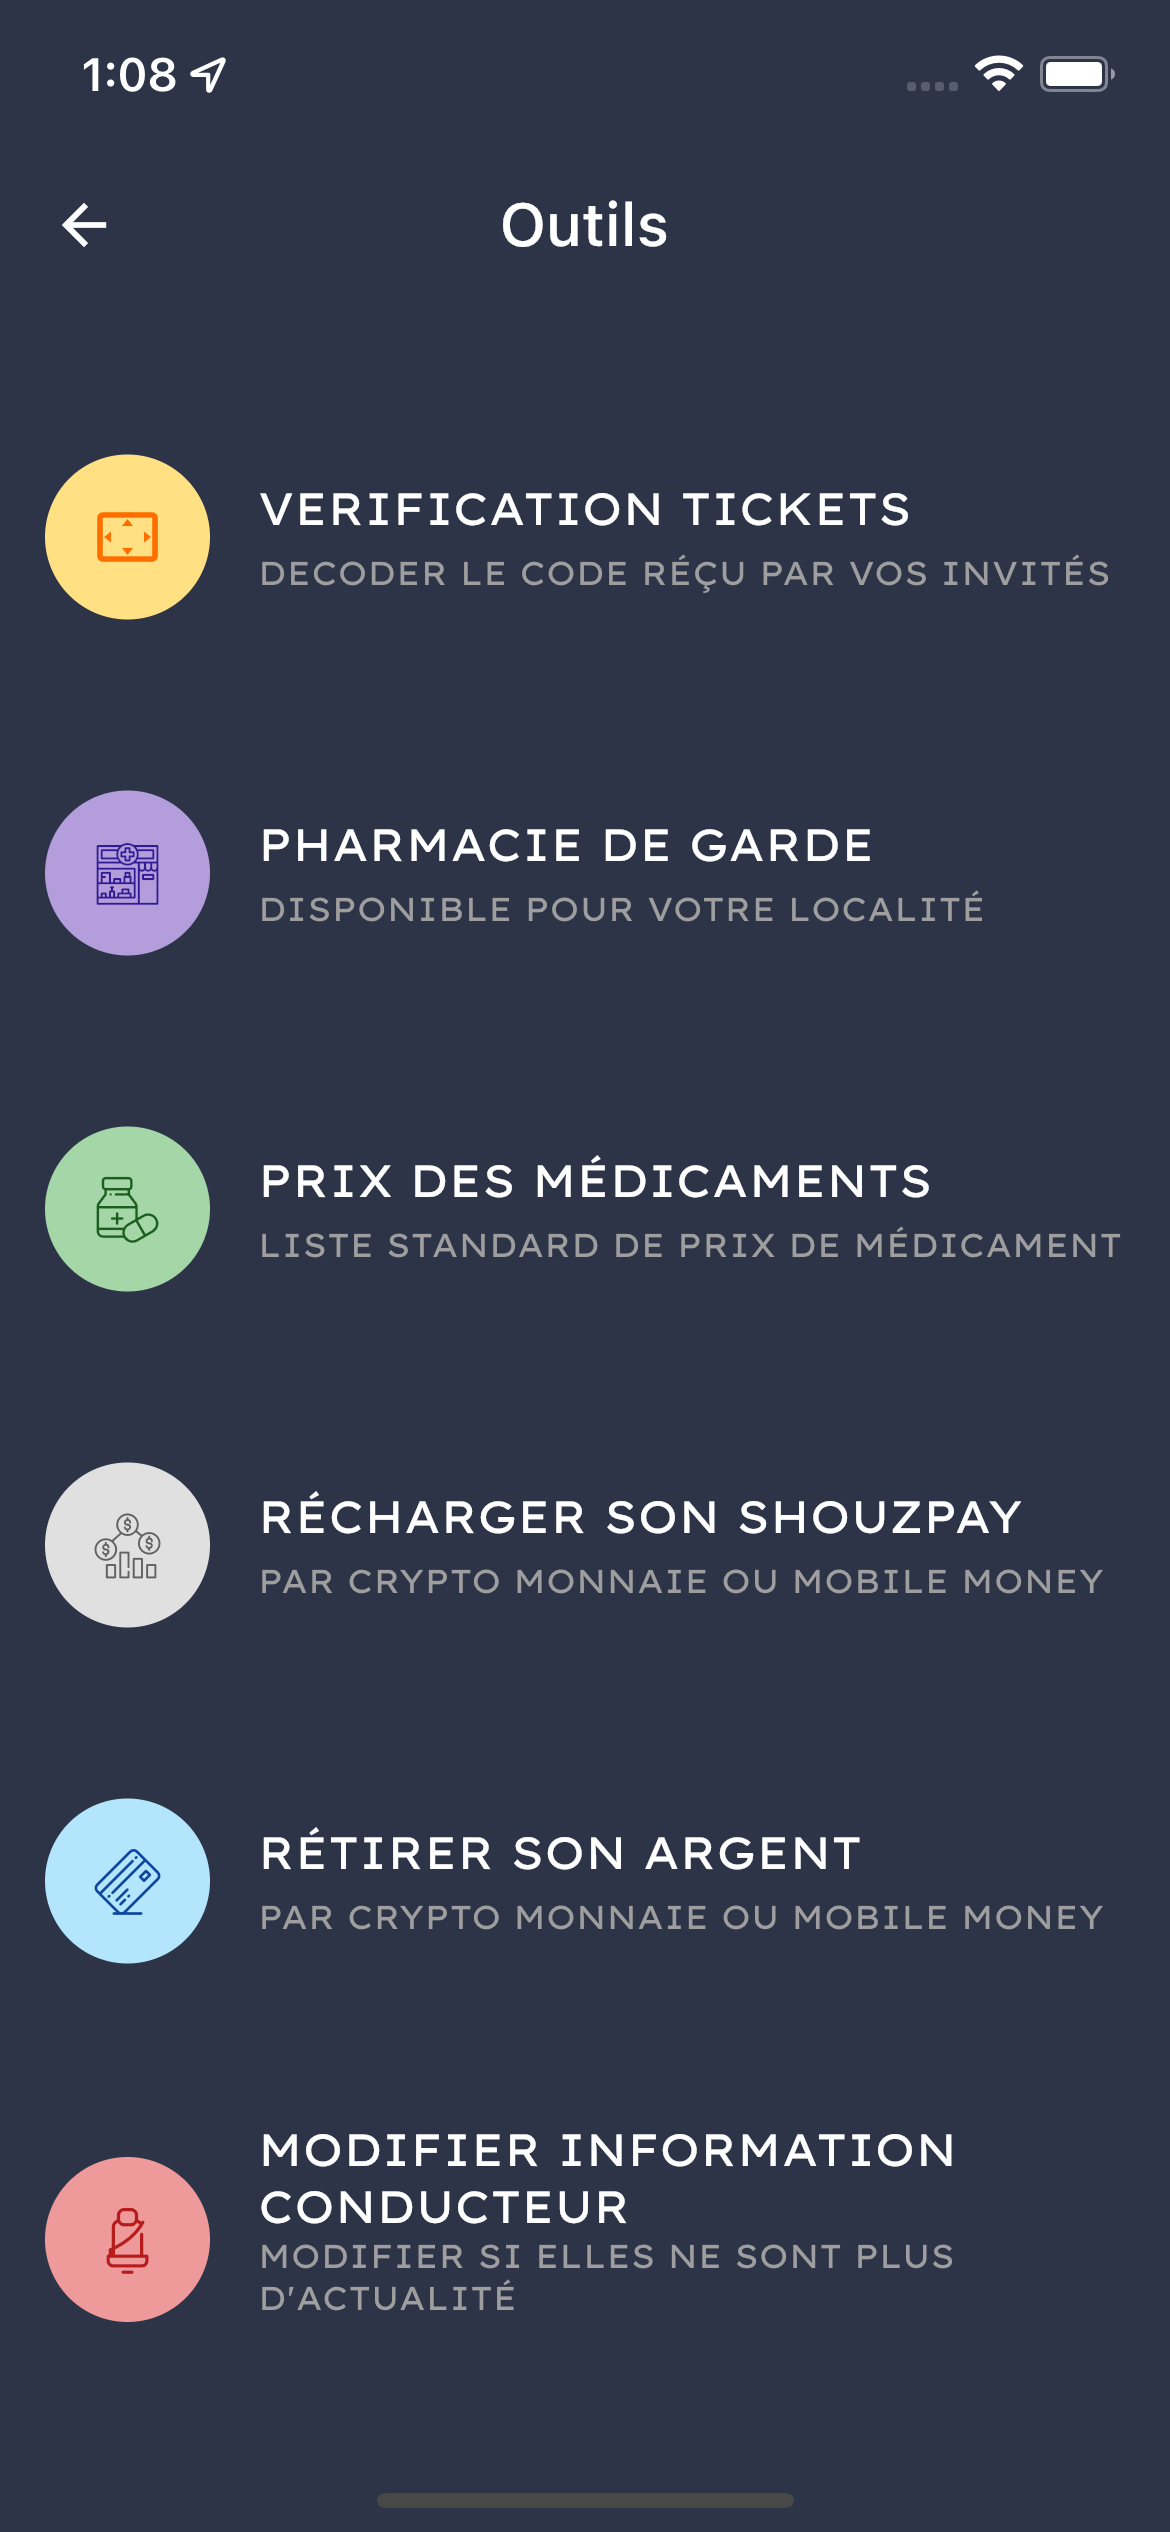 1:08
Outils
VERIFICATION TICKETS
DECODER LE CODE RÉÇU PAR VOS INVITÉS
PHARMACIE DE GARDE
DISPONIBLE POUR VOTRE LOCALITÉ
PRIX DES MÉDICAMENTS
LISTE STANDARD DE PRIX DE MÉDICAMENT
RÉCHARGER SON SHOUZPAY
PAR CRYPTO MONNAIE OU MOBILE MONEY
RÉTIRER SON ARGENT
PAR CRYPTO MONNAIE OU MOBILE MONEY
MODIFIER INFORMATION
CONDUCTEUR
MODIFIER SI ELLES NE SONT PLUS
D'ACTUALITÉ